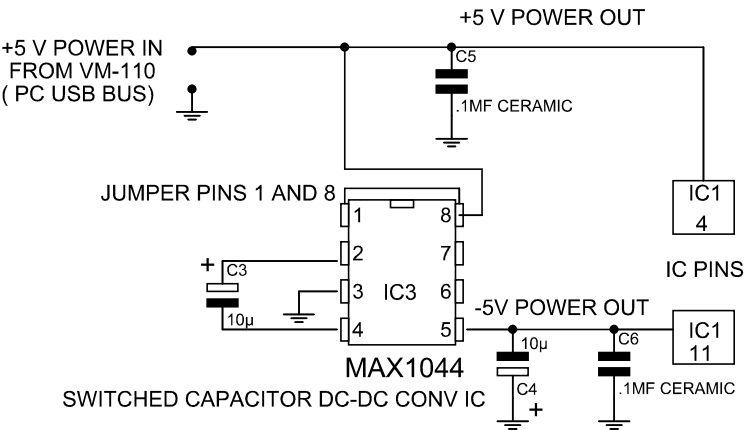 +5 V POWER OUT
+5 V POWER IN
FROM VM-110
( PC USB BUS)
C5
.1MF CERAMIC
JUMPER PINS 1 AND 8
1
8
IC1
4
2
7
+
C3
3
IC3
6
IC PINS
10µ
4
5
-5V POWER OUT
IC1
11
10µ
C6
MAX1044
C4
.1MF CERAMIC
SWITCHED CAPACITOR DC-DC CONV IC
+